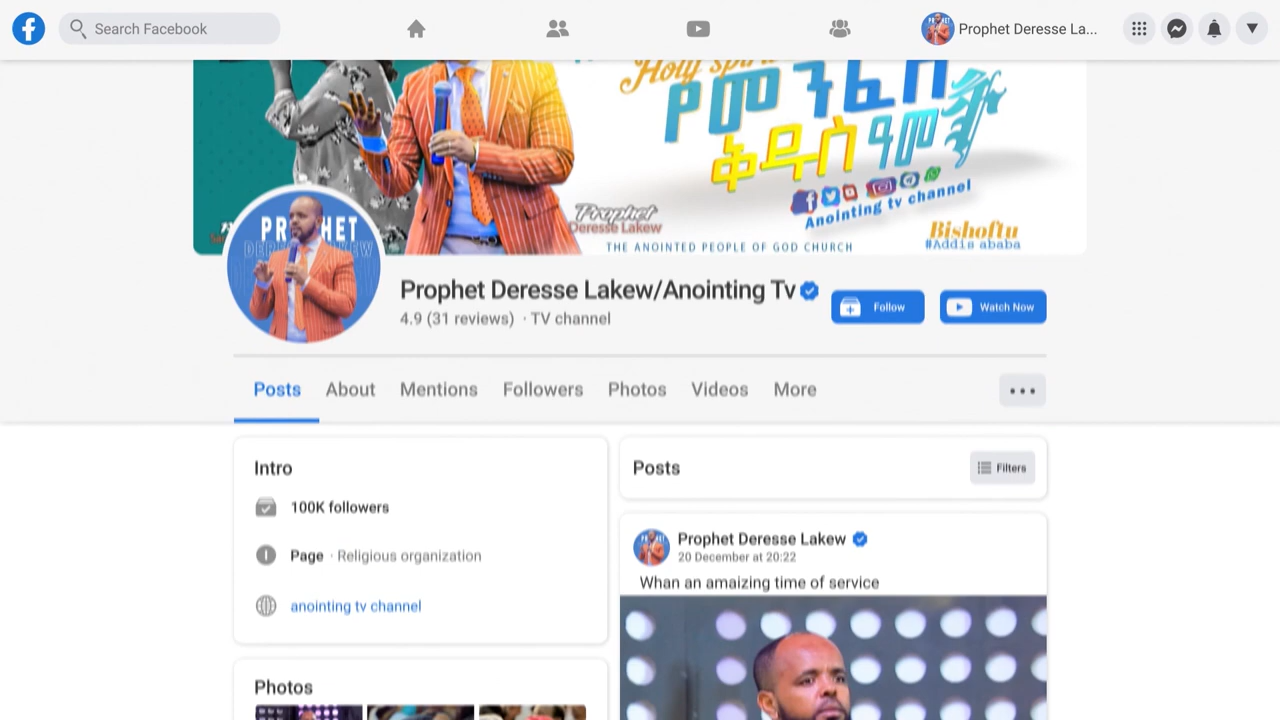 Search Facebook
Prophet Deresse La...
Holy spirit
የመንፈስ
ቅዱስ ዓመት
Anointing tv channel
Prophet
Deresse Lakew
THE ANOINTED PEOPLE OF GOD CHURCH
Bishoftu
#Addis ababa
PROPHET
DERESSE LAKEW
Prophet Deresse Lakew/Anointing Tv
4.9 (31 reviews) · TV channel
Follow
Watch Now
Posts About Mentions Followers Photos Videos More
Intro
100K followers
Page · Religious organization
anointing tv channel
Photos
Posts
Filters
Prophet Deresse Lakew
20 December at 20:22
Whan an amaizing time of service